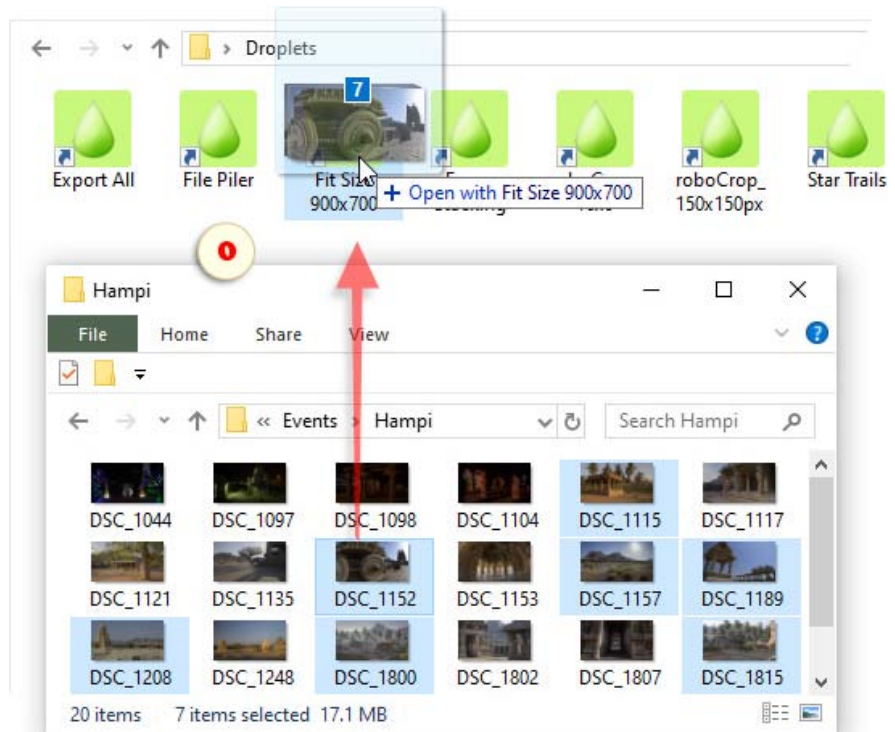 Droplets
7
Export All
File Piler
Fit Size
900x700
roboCrop_
150x150px
Star Trails
+ Open with Fit Size 900x700
0
Hampi
File Home Share View
?
« Events > Hampi
Search Hampi
DSC_1044 DSC_1097 DSC_1098 DSC_1104 DSC_1115 DSC_1117
DSC_1121 DSC_1135 DSC_1152 DSC_1153 DSC_1157 DSC_1189
DSC_1208 DSC_1248 DSC_1800 DSC_1802 DSC_1807 DSC_1815
20 items 7 items selected 17.1 MB